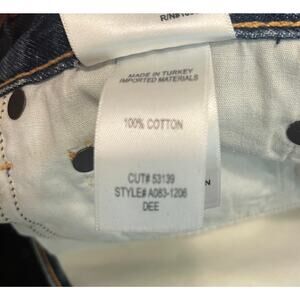 MADE IN TURKEY
IMPORTED MATERIALS
100% COTTON
CUT# 53139
STYLE# A083-1206
DEE